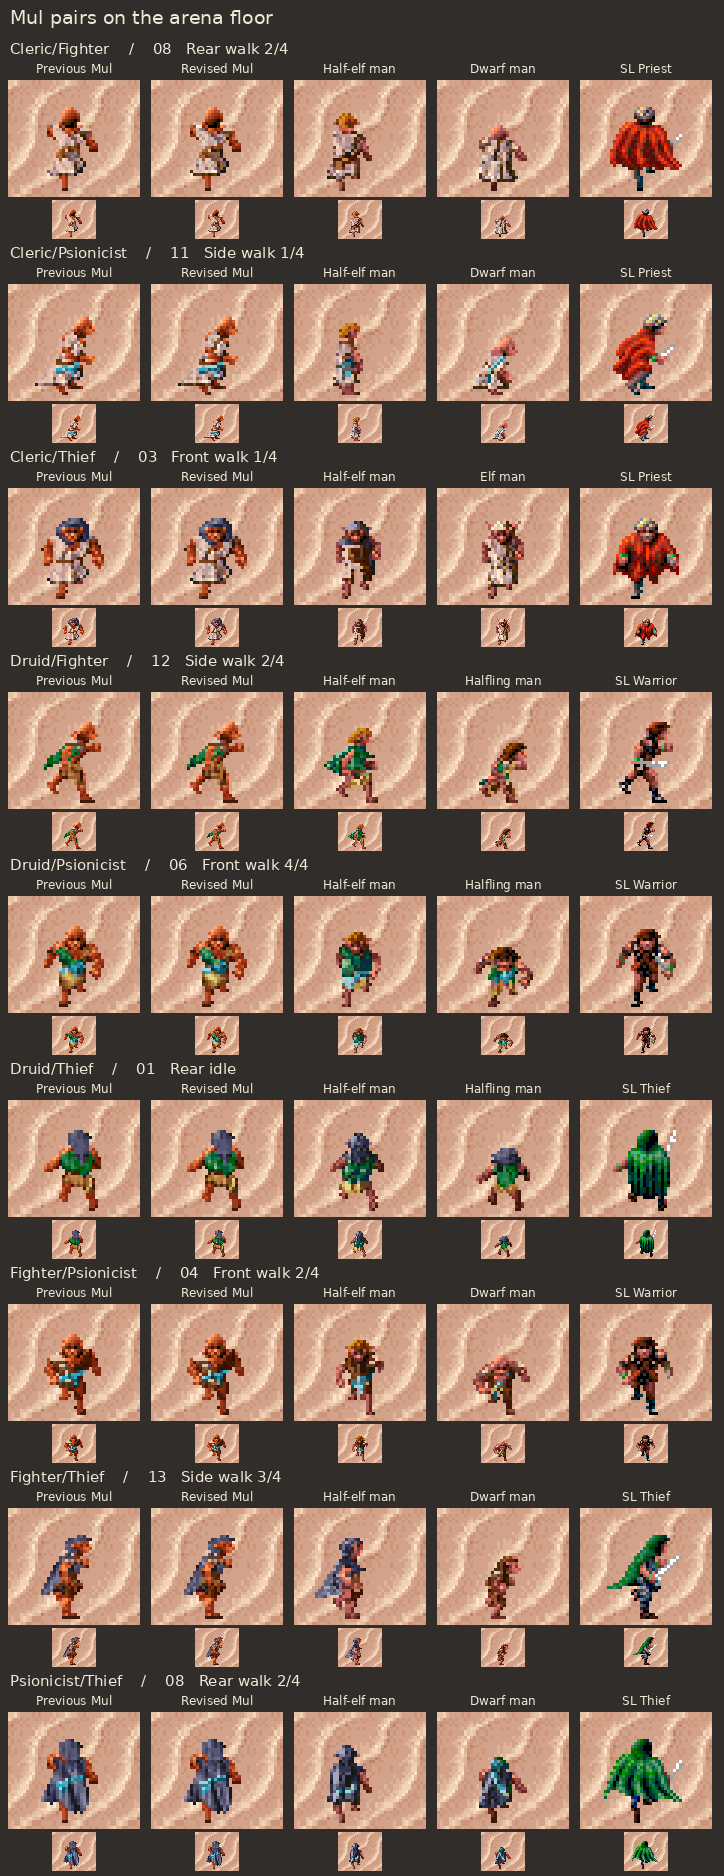 Mul pairs on the arena floor
Cleric/Fighter / 08 Rear walk 2/4
Previous Mul Revised Mul Half-elf man Dwarf man SL Priest
Cleric/Psionicist / 11 Side walk 1/4
Previous Mul Revised Mul Half-elf man Dwarf man SL Priest
Cleric/Thief / 03 Front walk 1/4
Previous Mul Revised Mul Half-elf man Elf man SL Priest
Druid/Fighter / 12 Side walk 2/4
Previous Mul Revised Mul Half-elf man Halfling man SL Warrior
Druid/Psionicist / 06 Front walk 4/4
Previous Mul Revised Mul Half-elf man Halfling man SL Warrior
Druid/Thief / 01 Rear idle
Previous Mul Revised Mul Half-elf man Halfling man SL Thief
Fighter/Psionicist / 04 Front walk 2/4
Previous Mul Revised Mul Half-elf man Dwarf man SL Warrior
Fighter/Thief / 13 Side walk 3/4
Previous Mul Revised Mul Half-elf man Dwarf man SL Thief
Psionicist/Thief / 08 Rear walk 2/4
Previous Mul Revised Mul Half-elf man Dwarf man SL Thief